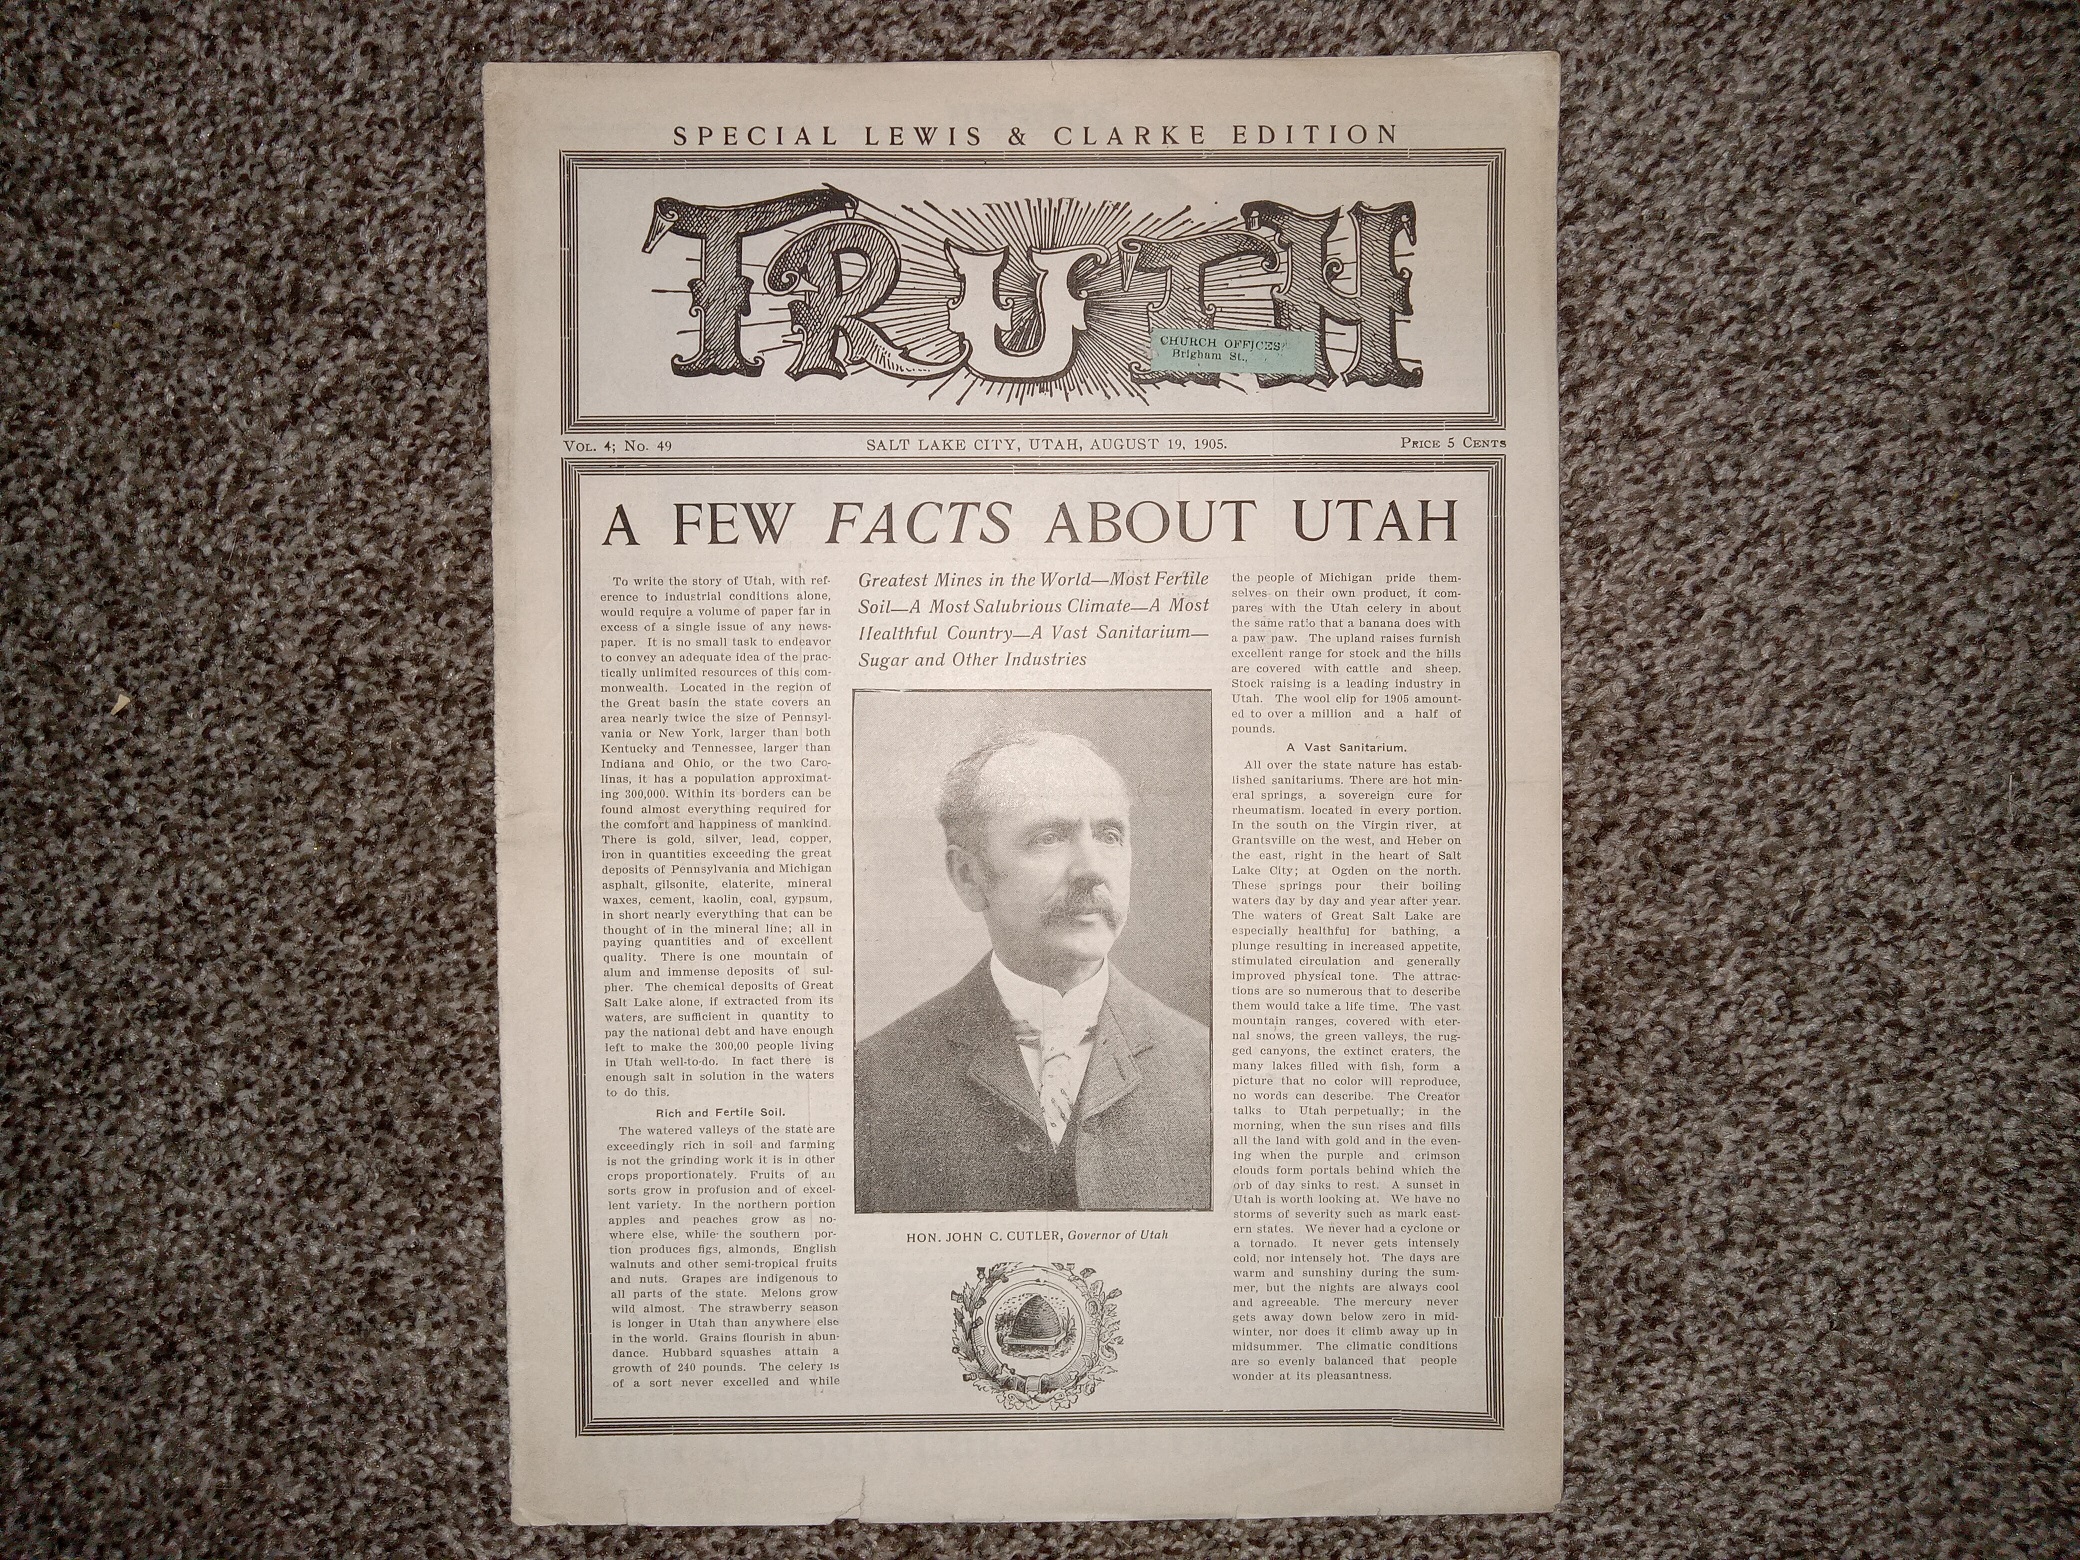 SPECIAL LEWIS & CLARKE EDITION
TRUTH
CHURCH OFFICES
Brigham St.,
VOL. 4; No. 49
SALT LAKE CITY, UTAH, AUGUST 19, 1905.
PRICE 5 CENTS
A FEW FACTS ABOUT UTAH
To write the story of Utah, with ref-
erence to industrial conditions alone,
would require a volume of paper far in
excess of a single issue of any news-
paper. It is no small task to endeavor
to convey an adequate idea of the prac-
tically unlimited resources of this com-
monwealth. Located in the region of
the Great basin the state covers an
area nearly twice the size of Pennsyl-
vania or New York, larger than both
Kentucky and Tennessee, larger than
Indiana and Ohio, or the two Caro-
linas, it has a population approximat-
ing 300,000. Within its borders can be
found almost everything required for
the comfort and happiness of mankind.
There is gold, silver, lead, copper,
iron in quantities exceeding the great
deposits of Pennsylvania and Michigan
asphalt, gilsonite, elaterite, mineral
waxes, cement, kaolin, coal, gypsum,
in short nearly everything that can be
thought of in the mineral line; all in
paying quantities and of excellent
quality. There is one mountain of
alum and immense deposits of sul-
pher. The chemical deposits of Great
Salt Lake alone, if extracted from its
waters, are sufficient in quantity to
pay the national debt and have enough
left to make the 300,00 people living
in Utah well-to-do. In fact there is
enough salt in solution in the waters
to do this.
Rich and Fertile Soil.
The watered valleys of the state are
exceedingly rich in soil and farming
is not the grinding work it is in other
crops proportionately. Fruits of an
sorts grow in profusion and of excel-
lent variety. In the northern portion
apples and peaches grow as no-
where else, while the southern por-
tion produces figs, almonds, English
walnuts and other semi-tropical fruits
and nuts. Grapes are indigenous to
all parts of the state. Melons grow
wild almost. The strawberry season
is longer in Utah than anywhere else
in the world. Grains flourish in abun-
dance. Hubbard squashes attain a
growth of 240 pounds. The celery is
of a sort never excelled and while
Greatest Mines in the World—Most Fertile
Soil—A Most Salubrious Climate—A Most
Healthful Country—A Vast Sanitarium—
Sugar and Other Industries
HON. JOHN C. CUTLER, Governor of Utah
the people of Michigan pride them-
selves on their own product, it com-
pares with the Utah celery in about
the same ratio that a banana does with
a paw paw. The upland raises furnish
excellent range for stock and the hills
are covered with cattle and sheep.
Stock raising is a leading industry in
Utah. The wool clip for 1905 amount-
ed to over a million and a half of
pounds.
A Vast Sanitarium.
All over the state nature has estab-
lished sanitariums. There are hot min-
eral springs, a sovereign cure for
rheumatism, located in every portion.
In the south on the Virgin river, at
Grantsville on the west, and Heber on
the east, right in the heart of Salt
Lake City; at Ogden on the north.
These springs pour their boiling
waters day by day and year after year.
The waters of Great Salt Lake are
especially healthful for bathing, a
plunge resulting in increased appetite,
stimulated circulation and generally
improved physical tone. The attrac-
tions are so numerous that to describe
them would take a life time. The vast
mountain ranges, covered with eter-
nal snows, the green valleys, the rug-
ged canyons, the extinct craters, the
many lakes filled with fish, form a
picture that no color will reproduce,
no words can describe. The Creator
talks to Utah perpetually; in the
morning, when the sun rises and fills
all the land with gold and in the even-
ing when the purple and crimson
clouds form portals behind which the
orb of day sinks to rest. A sunset in
Utah is worth looking at. We have no
storms of severity such as mark east-
ern states. We never had a cyclone or
a tornado. It never gets intensely
cold, nor intensely hot. The days are
warm and sunshiny during the sum-
mer, but the nights are always cool
and agreeable. The mercury never
gets away down below zero in mid-
winter, nor does it climb away up in
midsummer. The climatic conditions
are so evenly balanced that people
wonder at its pleasantness.